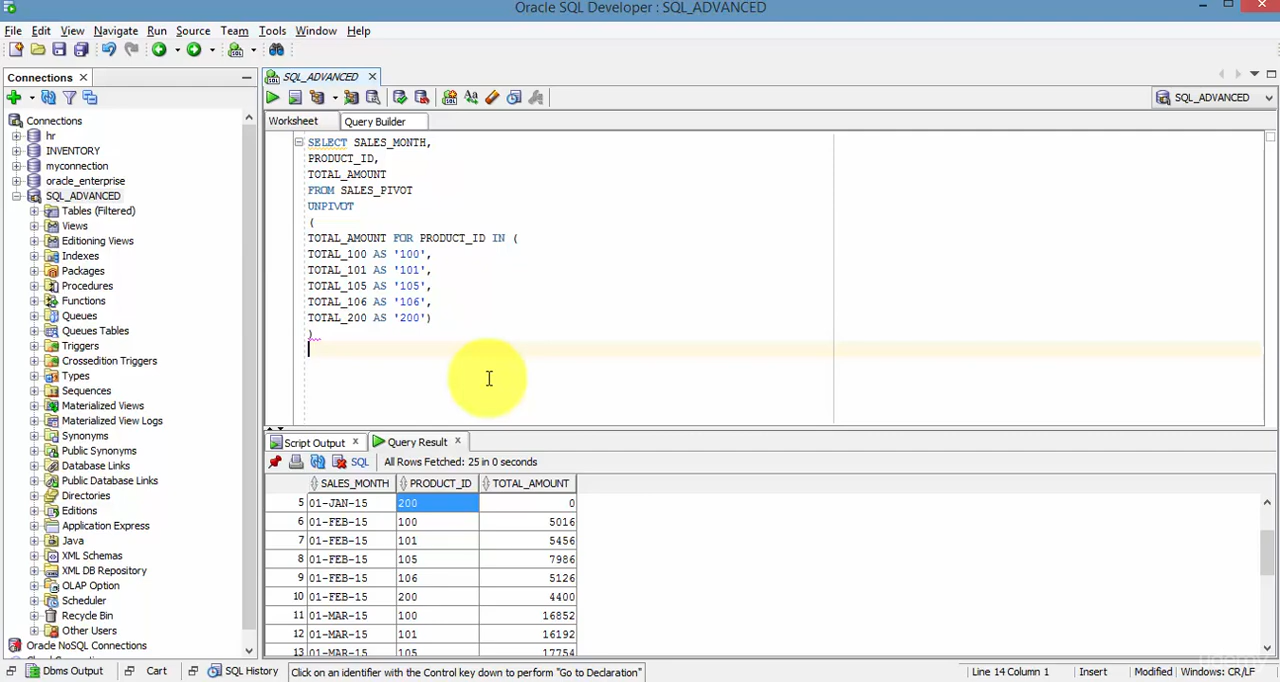 Oracle SQL Developer : SQL_ADVANCED
File Edit View Navigate Run Source Team Tools Window Help
Connections
SQL_ADVANCED
SQL_ADVANCED
Worksheet Query Builder
Connections
hr
INVENTORY
myconnection
oracle_enterprise
SQL_ADVANCED
Tables (Filtered)
Views
Editioning Views
Indexes
Packages
Procedures
Functions
Queues
Queues Tables
Triggers
Crossedition Triggers
Types
Sequences
Materialized Views
Materialized View Logs
Synonyms
Public Synonyms
Database Links
Public Database Links
Directories
Editions
Application Express
Java
XML Schemas
XML DB Repository
OLAP Option
Scheduler
Recycle Bin
Other Users
Oracle NoSQL Connections
SELECT SALES_MONTH,
PRODUCT_ID,
TOTAL_AMOUNT
FROM SALES_PIVOT
UNPIVOT
(
TOTAL_AMOUNT FOR PRODUCT_ID IN (
TOTAL_100 AS '100',
TOTAL_101 AS '101',
TOTAL_105 AS '105',
TOTAL_106 AS '106',
TOTAL_200 AS '200')
)
Script Output Query Result
SQL All Rows Fetched: 25 in 0 seconds
SALES_MONTH PRODUCT_ID TOTAL_AMOUNT
5 01-JAN-15 200 0
6 01-FEB-15 100 5016
7 01-FEB-15 101 5456
8 01-FEB-15 105 7986
9 01-FEB-15 106 5126
10 01-FEB-15 200 4400
11 01-MAR-15 100 16852
12 01-MAR-15 101 16192
13 01-MAR-15 105 17754
Dbms Output Cart SQL History Click on an identifier with the Control key down to perform "Go to Declaration" Line 14 Column 1 Insert Modified Windows: CR/LF